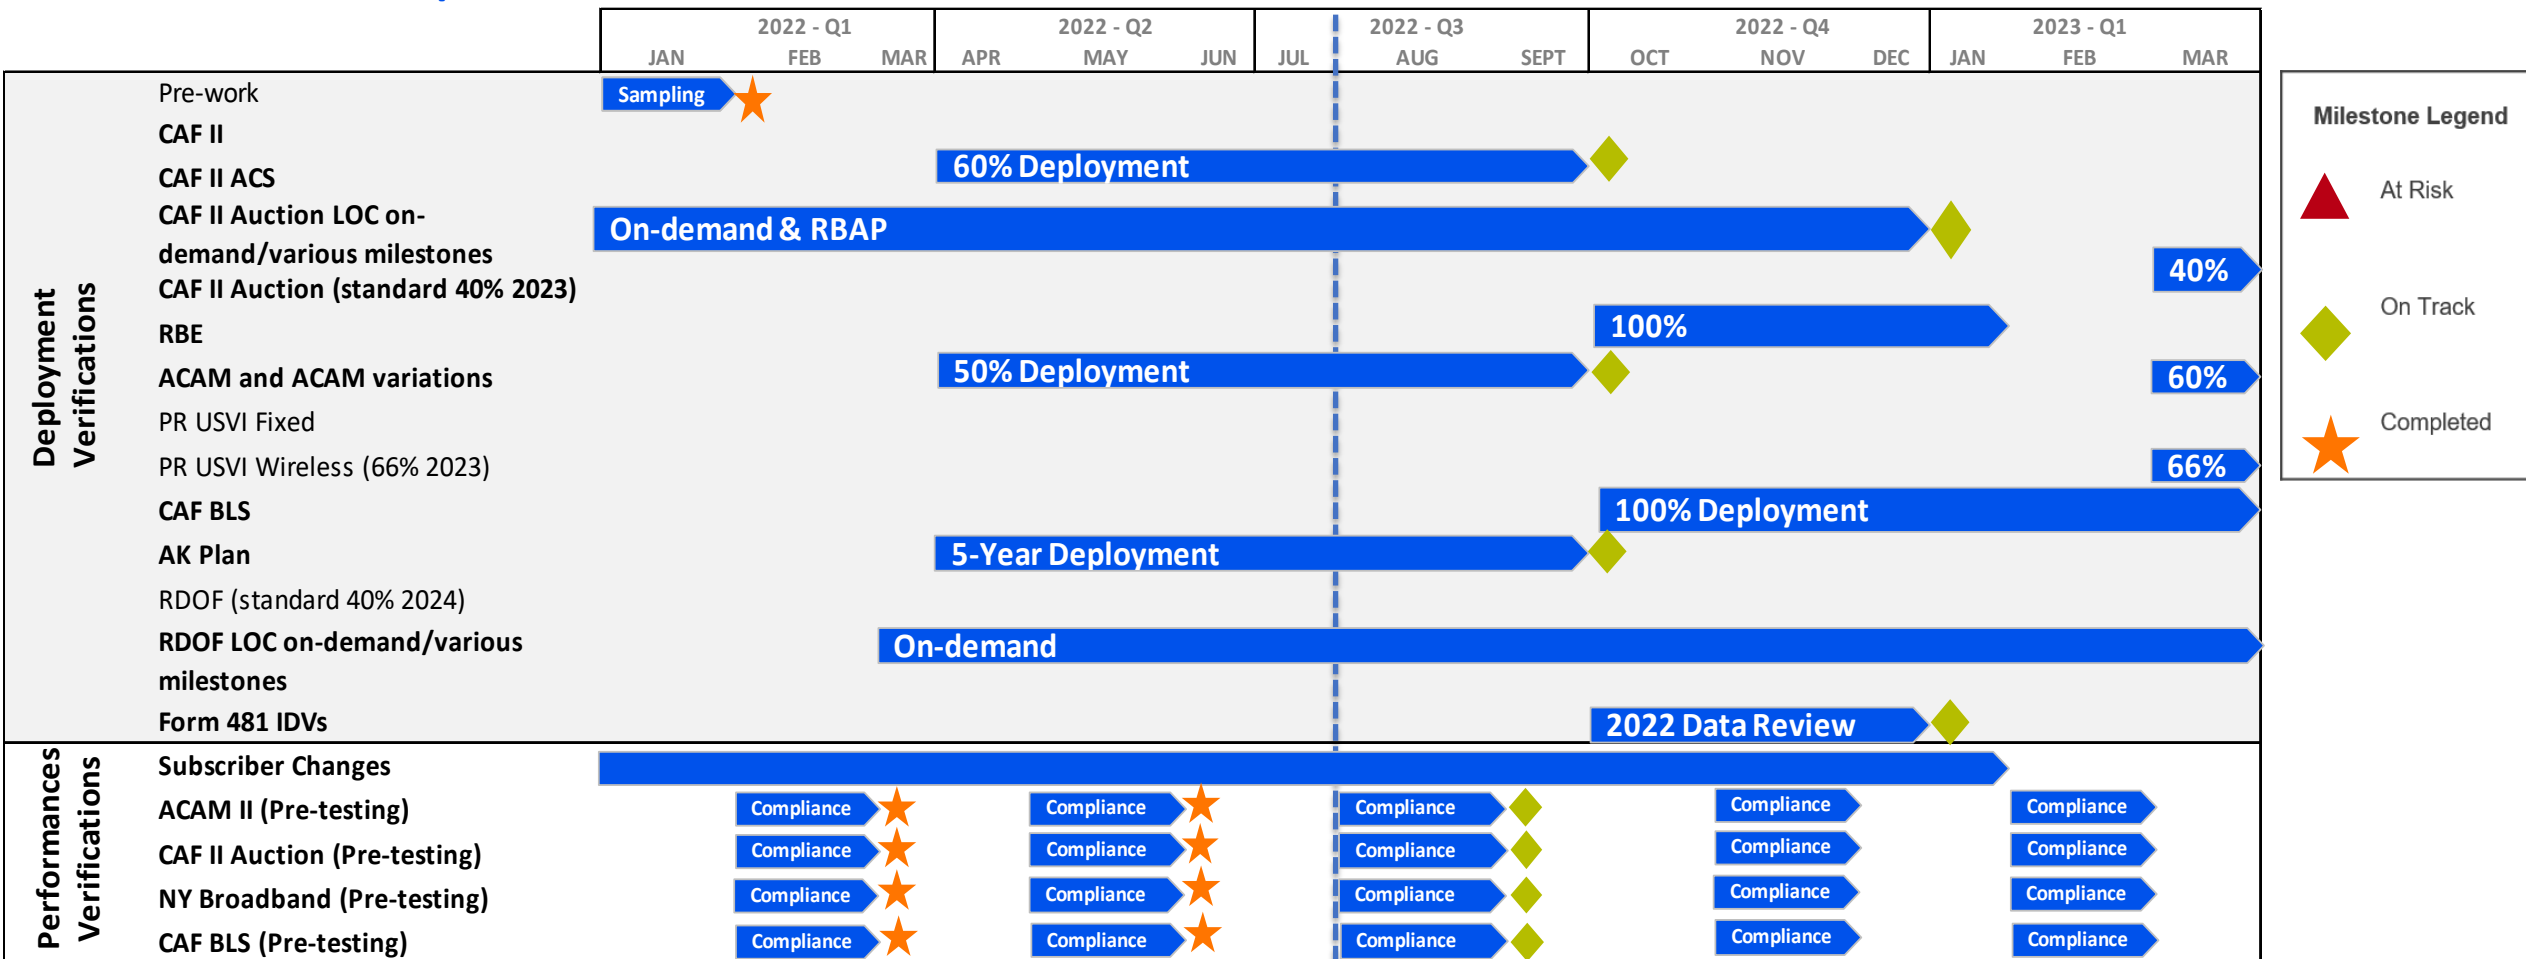 2022 - Q1 2022 - Q2 2022 - Q3 2022 - Q4 2023 - Q1
JAN FEB MAR APR MAY JUN JUL AUG SEPT OCT NOV DEC JAN FEB MAR
Deployment
Verifications
Pre-work
Sampling
CAF II
60% Deployment
CAF II ACS
CAF II Auction LOC on-
demand/various milestones
On-demand & RBAP
CAF II Auction (standard 40% 2023)
40%
RBE
100%
ACAM and ACAM variations
50% Deployment
60%
PR USVI Fixed
PR USVI Wireless (66% 2023)
66%
CAF BLS
100% Deployment
AK Plan
5-Year Deployment
RDOF (standard 40% 2024)
RDOF LOC on-demand/various
milestones
On-demand
Form 481 IDVs
2022 Data Review
Performances
Verifications
Subscriber Changes
ACAM II (Pre-testing)
Compliance Compliance Compliance Compliance Compliance
CAF II Auction (Pre-testing)
Compliance Compliance Compliance Compliance Compliance
NY Broadband (Pre-testing)
Compliance Compliance Compliance Compliance Compliance
CAF BLS (Pre-testing)
Compliance Compliance Compliance Compliance Compliance
Milestone Legend
At Risk
On Track
Completed